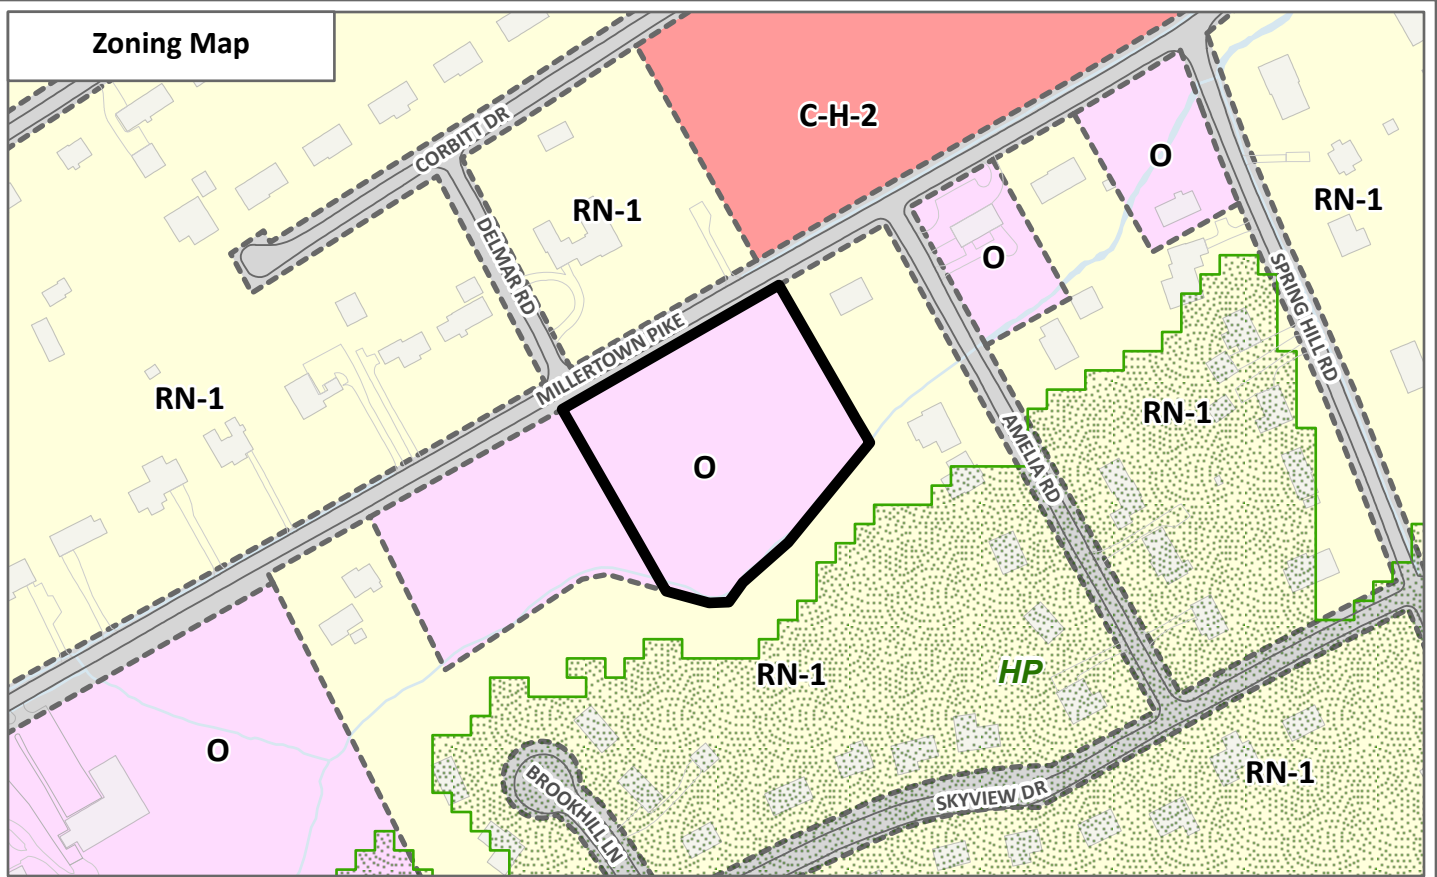 Zoning Map
C-H-2
CORBITT DR
O
RN-1
RN-1
DELMAR RD
O
SPRING HILL RD
MILLERTOWN PIKE
RN-1
RN-1
AMELIA RD
O
RN-1
HP
O
RN-1
BROOKHILL LN
SKYVIEW DR